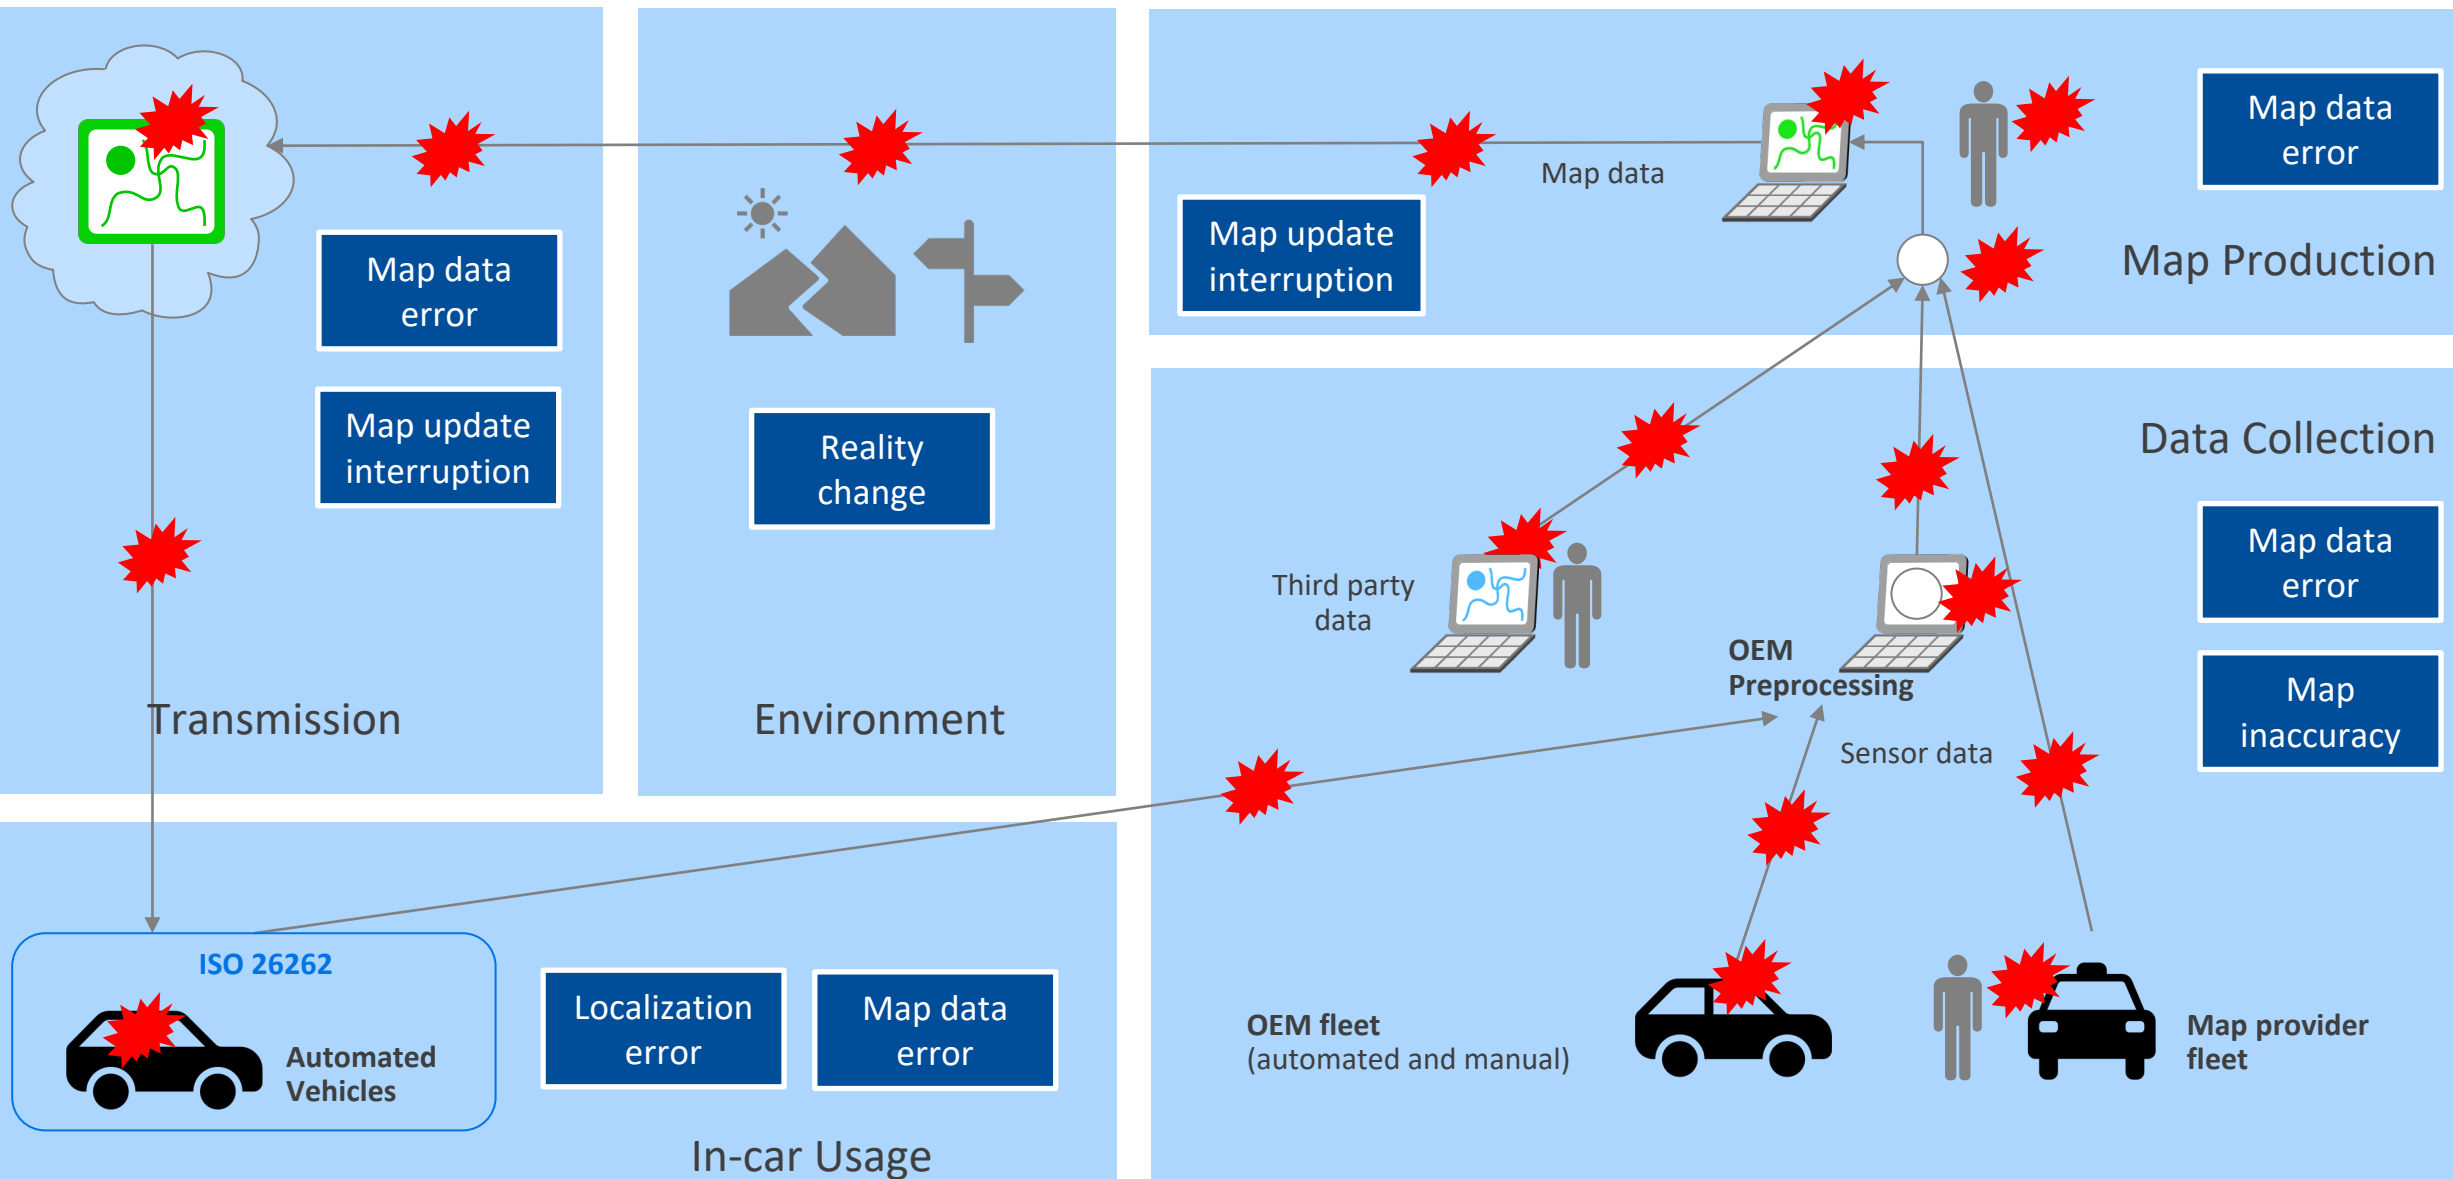 Map data
error
Map update
interruption
Transmission
Reality
change
Environment
Map data
Map update
interruption
Map data
error
Map Production
Data Collection
Third party
data
OEM
Preprocessing
Sensor data
Map data
error
Map
inaccuracy
OEM fleet
(automated and manual)
Map provider
fleet
ISO 26262
Automated
Vehicles
Localization
error
Map data
error
In-car Usage